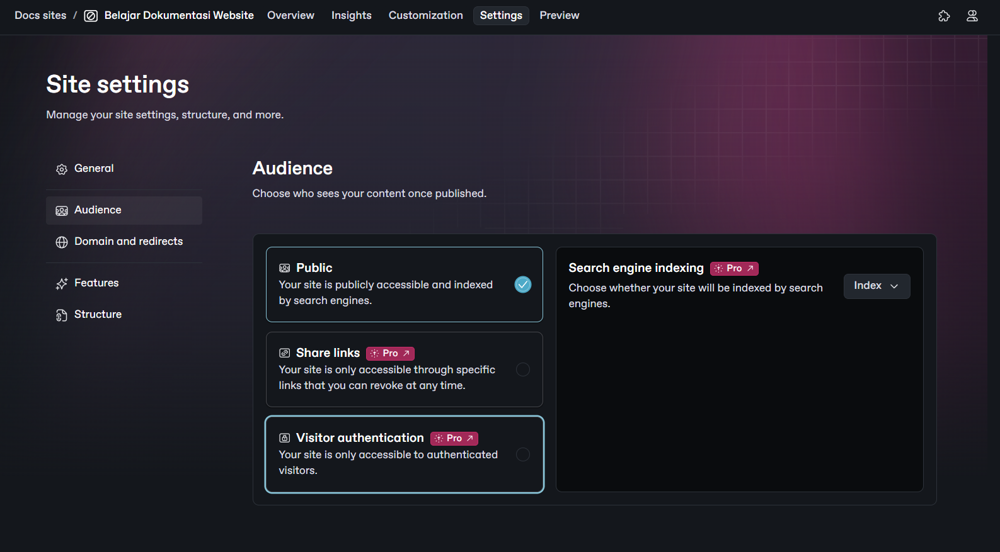 Docs sites / Belajar Dokumentasi Website Overview Insights Customization Settings Preview
Site settings
Manage your site settings, structure, and more.
General
Audience
Domain and redirects
Features
Structure
Audience
Choose who sees your content once published.
Public
Your site is publicly accessible and indexed
by search engines.
Share links Pro
Your site is only accessible through specific
links that you can revoke at any time.
Visitor authentication Pro
Your site is only accessible to authenticated
visitors.
Search engine indexing Pro
Choose whether your site will be indexed by search
engines.
Index